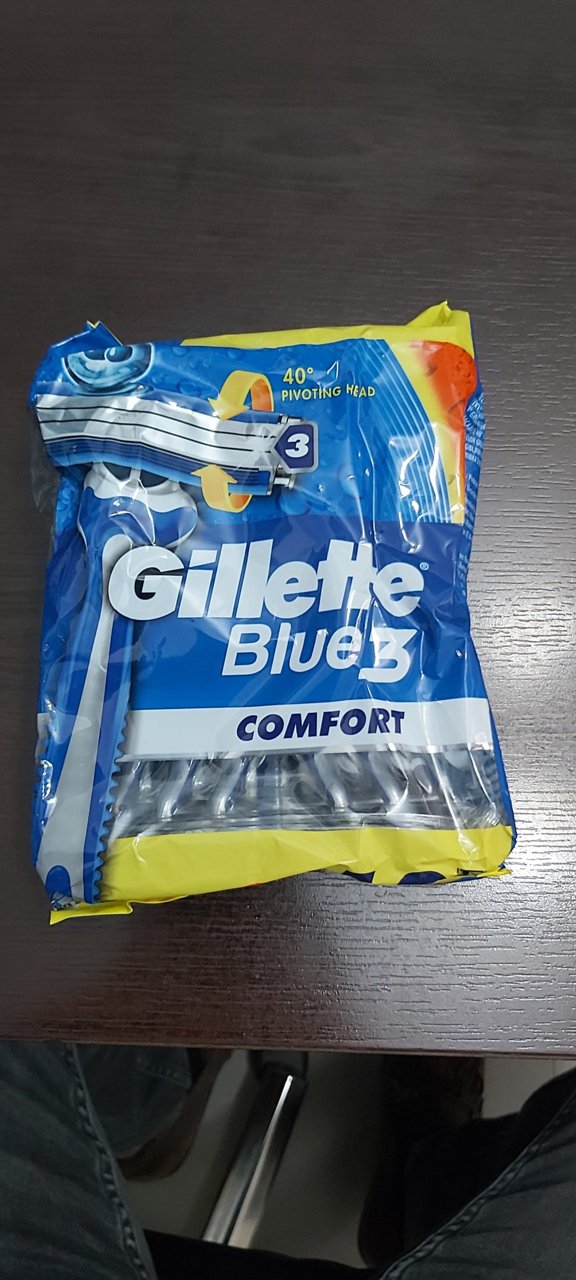 40°
PIVOTING HEAD
3
Gillette®
Blue3
COMFORT